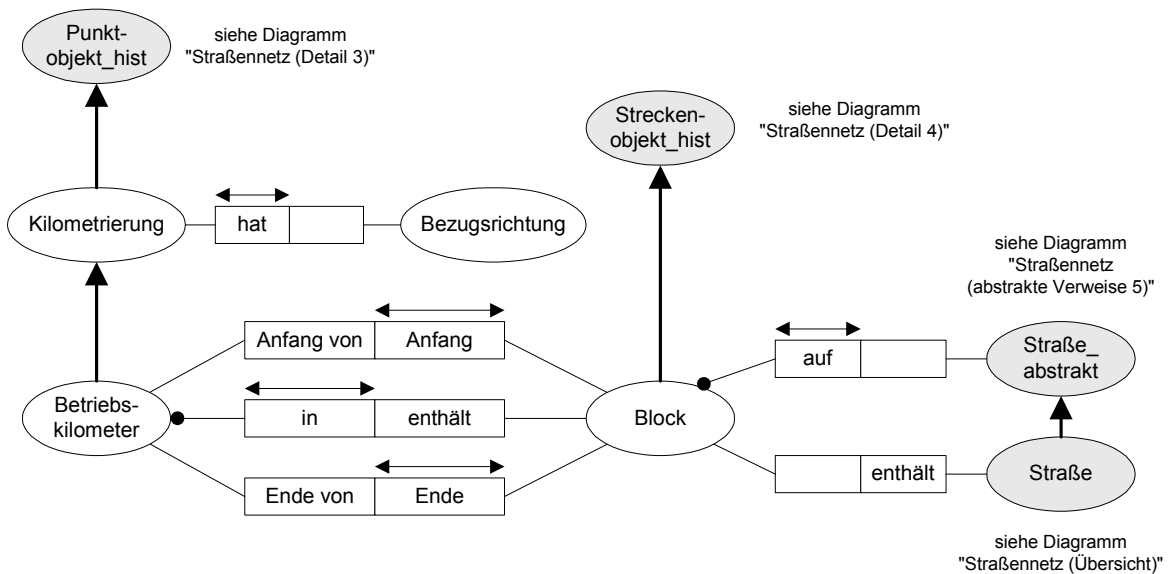 Punkt-
objekt_hist
siehe Diagramm
"Straßennetz (Detail 3)"
Strecken-
objekt_hist
siehe Diagramm
"Straßennetz (Detail 4)"
Kilometrierung
hat
Bezugsrichtung
siehe Diagramm
"Straßennetz
(abstrakte Verweise 5)"
Anfang von
Anfang
auf
Straße_
abstrakt
Betriebs-
kilometer
in
enthält
Block
Ende von
Ende
enthält
Straße
siehe Diagramm
"Straßennetz (Übersicht)"